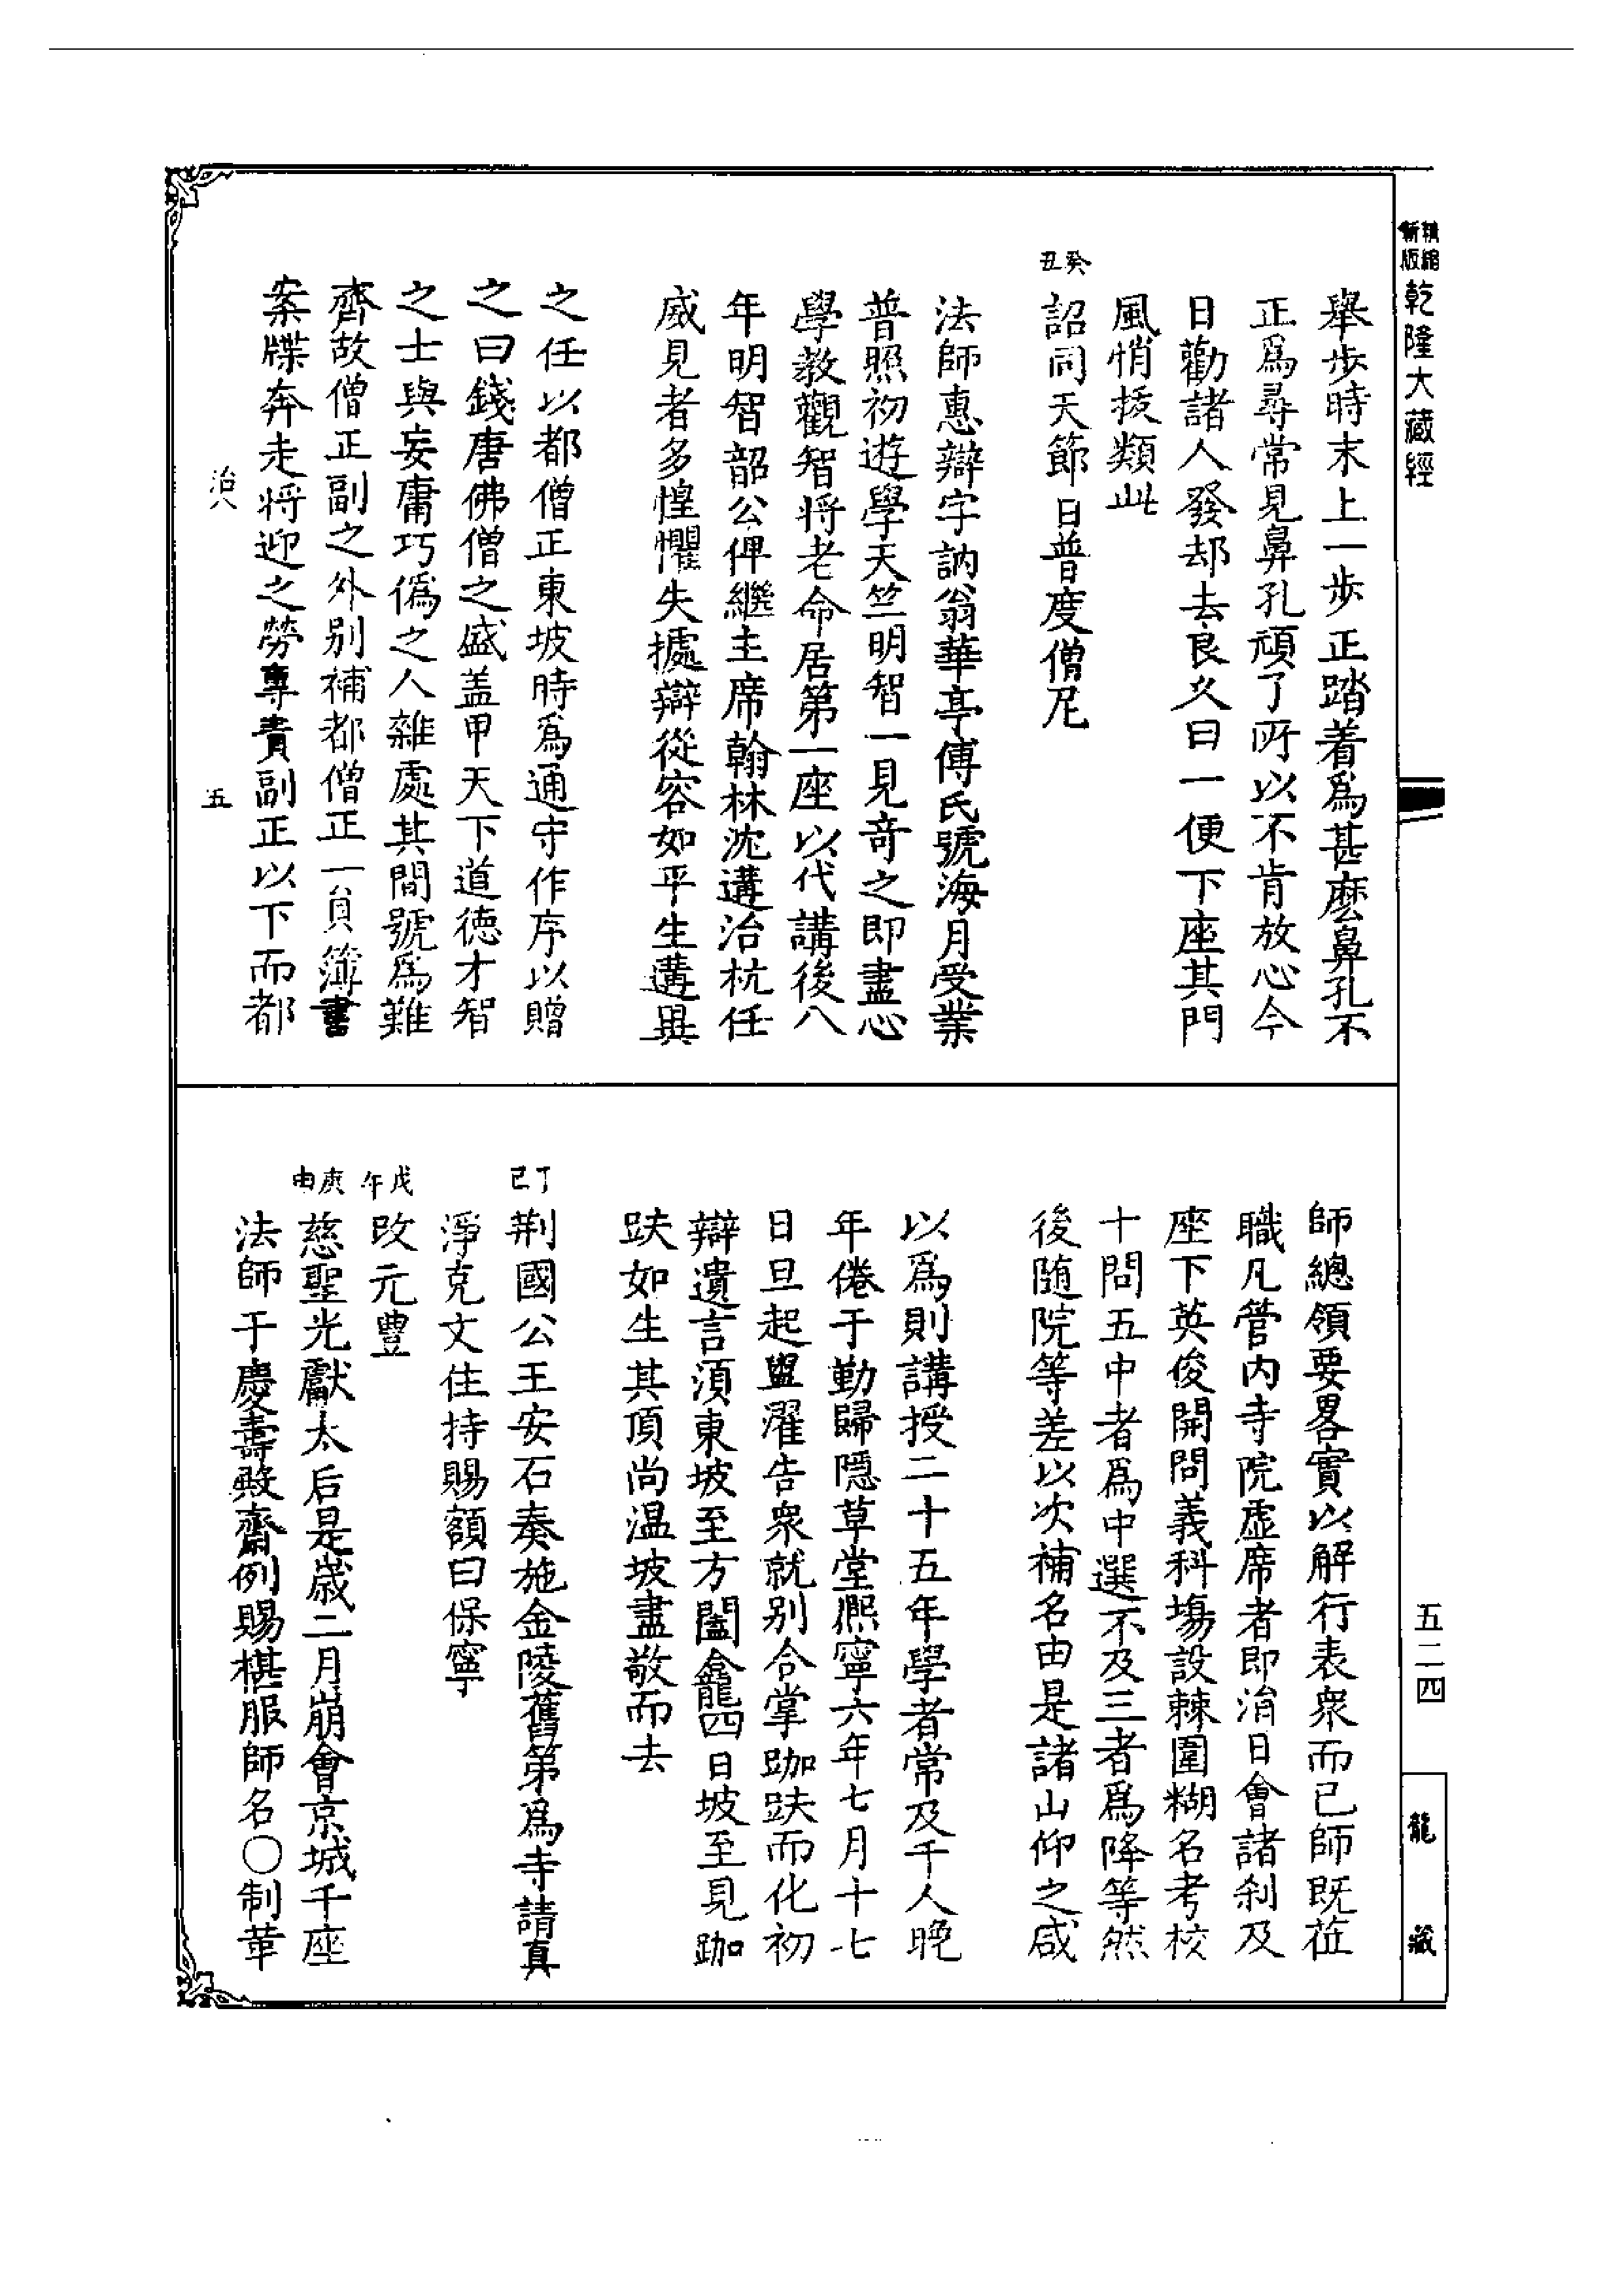 精縮新版
乾隆大藏經
舉步時末上一步正踏着爲甚麽鼻孔不
正爲尋常見鼻孔頑了所以不肯放心今
日勸諸人發却去良久曰一便下座其門
風悄拔類此
癸丑
詔同天節日普度僧尼
法師惠辯字訥翁華亭傅氏號海月受業
普照初遊學天竺明智一見竒之即盡心
學教觀智將老命居第一座以代講後八
年明智韶公俾繼主席翰林沈遘治杭任
威見者多惶懼失據辯從容如平生遘異
之任以都僧正東坡時爲通守作序以贈
之曰錢唐佛僧之盛盖甲天下道德才智
之士與妄庸巧僞之人雜處其間號爲難
齊故僧正副之外別補都僧正一員簿書
案牒奔走將迎之勞專責副正以下而都
治八
五
五二四
龍藏
師總領要畧實以解行表衆而已師既莅
職凡管内寺院虛席者即治日會諸刹及
座下英俊開問義科塲設棘圍糊名考校
十問五中者爲中選不及三者爲降等然
後隨院等差以次補名由是諸山仰之咸
以爲則講授二十五年學者常及千人晚
年倦于勤歸隱草堂熈寧六年七月十七
日旦起盥濯告衆就別合掌跏趺而化初
辯遺言湏東坡至方闔龕四日坡至見跏
趺如生其頂尚温坡盡敬而去
丁巳
荆國公王安石奏施金陵舊第爲寺請真
淨克文住持賜額曰保寧
戊午
改元豊
庚申
慈聖光獻太后是嵗二月崩會京城千座
法師于慶壽殿齋例賜椹服師名〇制華